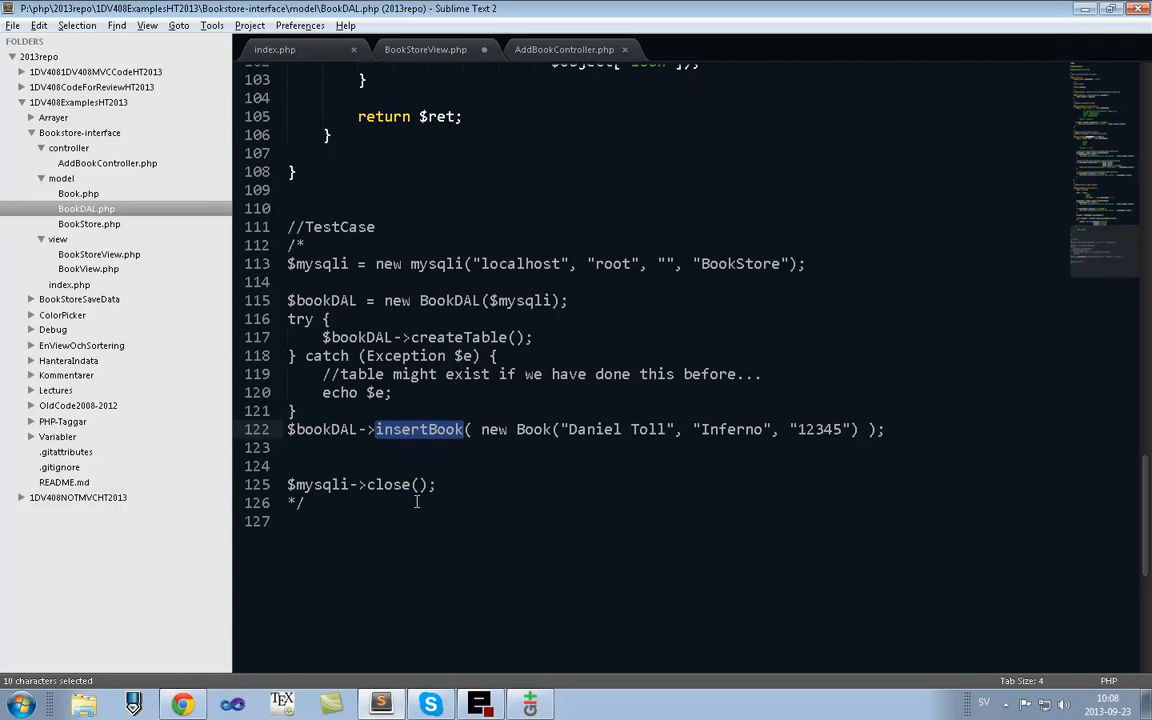 P:\php\2013repo\1DV408ExamplesHT2013\Bookstore-interface\model\BookDAL.php (2013repo) - Sublime Text 2
File Edit Selection Find View Goto Tools Project Preferences Help
FOLDERS
2013repo
1DV4081DV408MVCCodeHT2013
1DV408CodeForReviewHT2013
1DV408ExamplesHT2013
Arrayer
Bookstore-interface
controller
AddBookController.php
model
Book.php
BookDAL.php
BookStore.php
view
BookStoreView.php
BookView.php
index.php
BookStoreSaveData
ColorPicker
Debug
EnViewOchSortering
HanteraIndata
Kommentarer
Lectures
OldCode2008-2012
PHP-Taggar
Variabler
.gitattributes
.gitignore
README.md
1DV408NOTMVCHT2013
index.php BookStoreView.php AddBookController.php
103 }
104
105 return $ret;
106 }
107
108 }
109
110
111 //TestCase
112 /*
113 $mysqli = new mysqli("localhost", "root", "", "BookStore");
114
115 $bookDAL = new BookDAL($mysqli);
116 try {
117 $bookDAL->createTable();
118 } catch (Exception $e) {
119 //table might exist if we have done this before...
120 echo $e;
121 }
122 $bookDAL->insertBook( new Book("Daniel Toll", "Inferno", "12345") );
123
124
125 $mysqli->close();
126 */
127
10 characters selected
Tab Size: 4 PHP
SV
10:08
2013-09-23